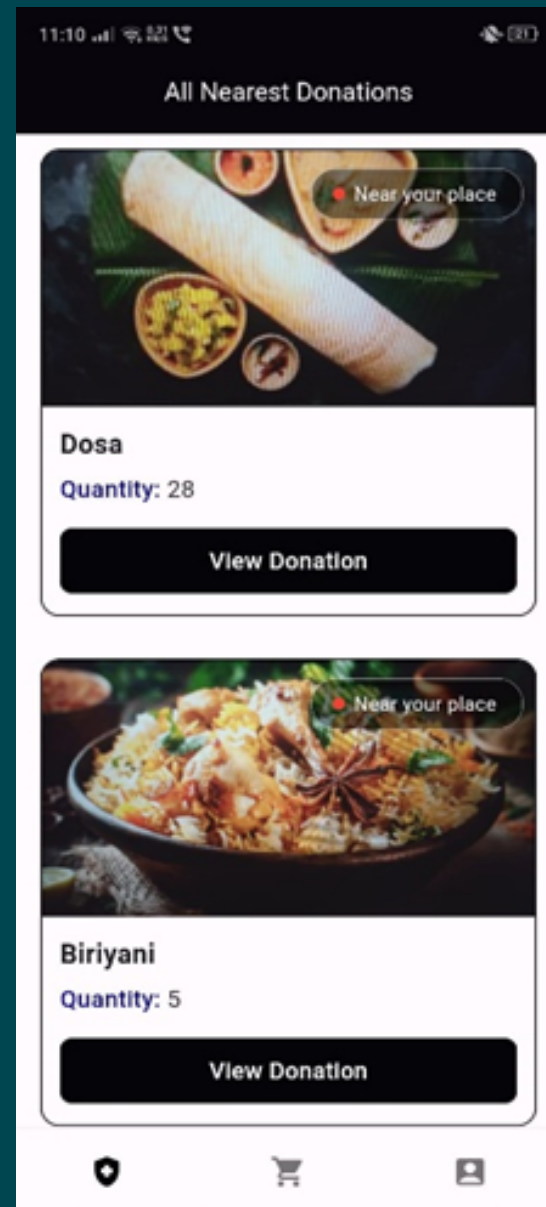 11:10
All Nearest Donations
Near your place
Dosa
Quantity: 28
View Donation
Near your place
Biriyani
Quantity: 5
View Donation